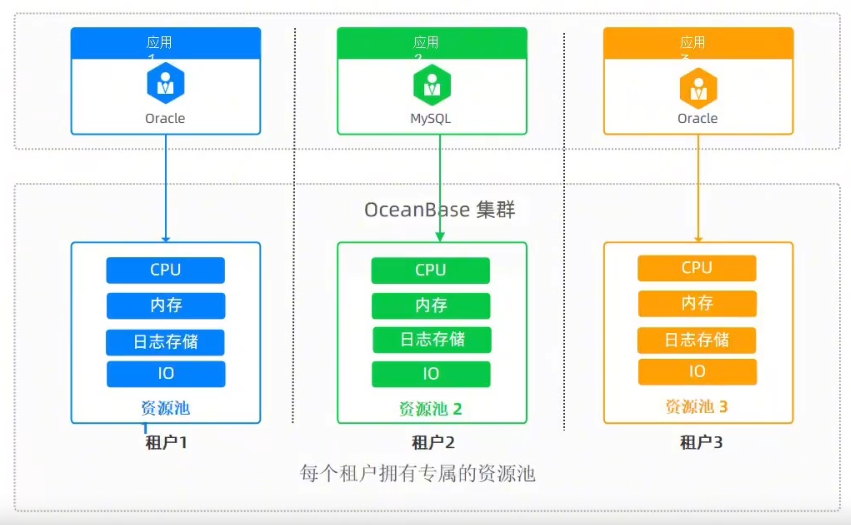 应用
1
应用
2
应用
3
Oracle
MySQL
Oracle
OceanBase 集群
CPU
内存
日志存储
IO
资源池
1
租户1
CPU
内存
日志存储
IO
资源池 2
租户2
CPU
内存
日志存储
IO
资源池 3
租户3
每个租户拥有专属的资源池